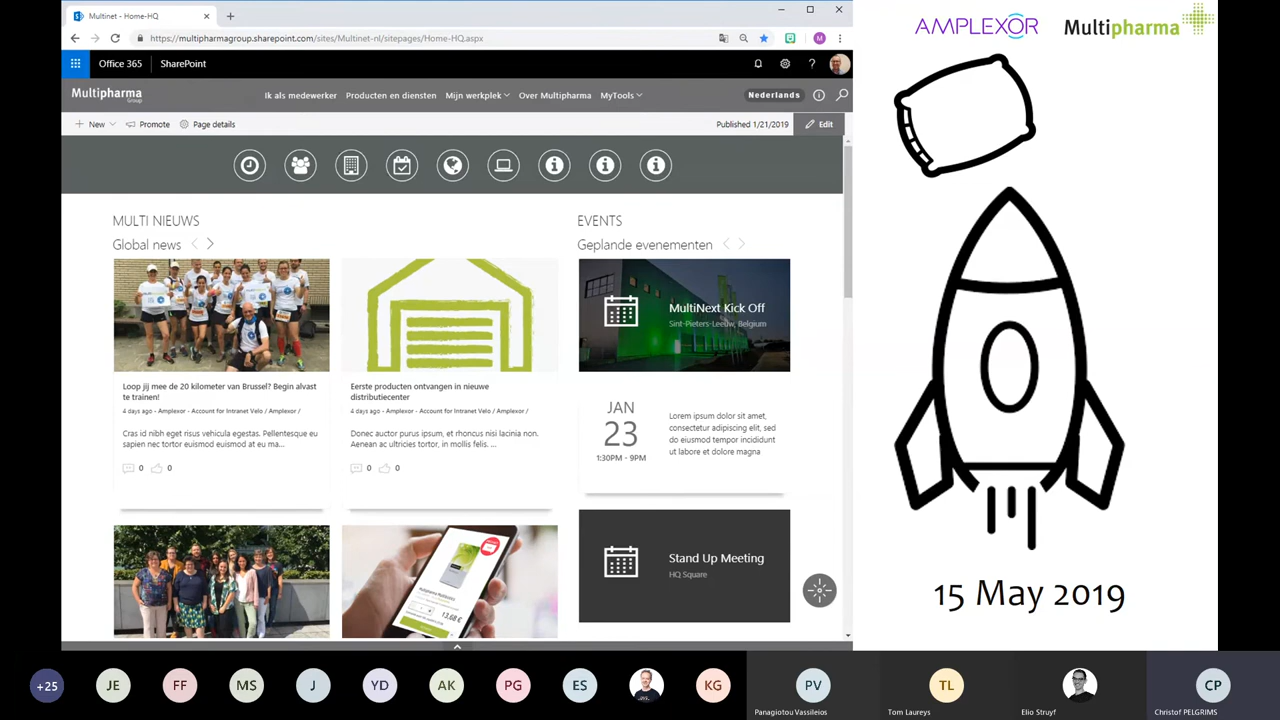 Multinet - Home-HQ
AMPLEXOR
Multipharma
https://multipharmagroup.sharepoint.com/sites/Multinet-nl/sitepages/Home-HQ.aspx
M
Office 365
SharePoint
?
Multipharma
Group
Ik als medewerker
Producten en diensten
Mijn werkplek
Over Multipharma
MyTools
Nederlands
+ New
Promote
Page details
Published 1/21/2019
Edit
MULTI NIEUWS
Global news
EVENTS
Geplande evenementen
MultiNext Kick Off
Sint-Pieters-Leeuw, Belgium
Loop jij mee de 20 kilometer van Brussel? Begin alvast
te trainen!
4 days ago - Amplexor - Account for Intranet Velo / Amplexor /
Cras id nibh eget risus vehicula egestas. Pellentesque eu
sapien nec tortor euismod euismod at eu ma...
0
0
Eerste producten ontvangen in nieuwe
distributiecenter
4 days ago - Amplexor - Account for Intranet Velo / Amplexor /
Donec auctor purus ipsum, et rhoncus nisi lacinia non.
Aenean ac ultricies tortor, in mollis felis. ...
0
0
JAN
23
1:30PM - 9PM
Lorem ipsum dolor sit amet,
consectetur adipiscing elit, sed
do eiusmod tempor incididunt
ut labore et dolore magna
Stand Up Meeting
HQ Square
13,68 €
15 May 2019
+25
JE
FF
MS
J
YD
AK
PG
ES
KG
PV
Panagiotou Vassileios
TL
Tom Laureys
Elio Struyf
CP
Christof PELGRIMS